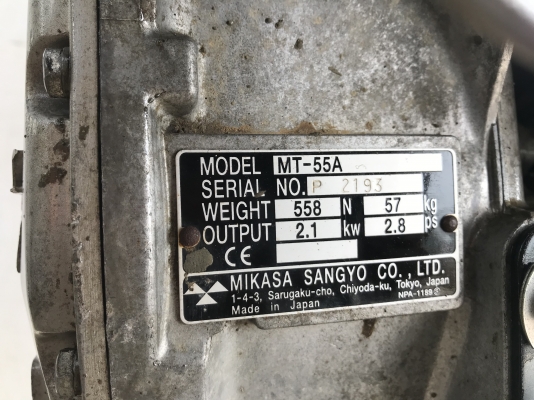 MODEL MT-55A
SERIAL NO. P 2193
WEIGHT 558 N 57 kg
OUTPUT 2.1 kw 2.8 ps
CE
MIKASA SANGYO CO., LTD.
1-4-3, Sarugaku-cho, Chiyoda-ku, Tokyo, Japan
Made in Japan NPA-1189